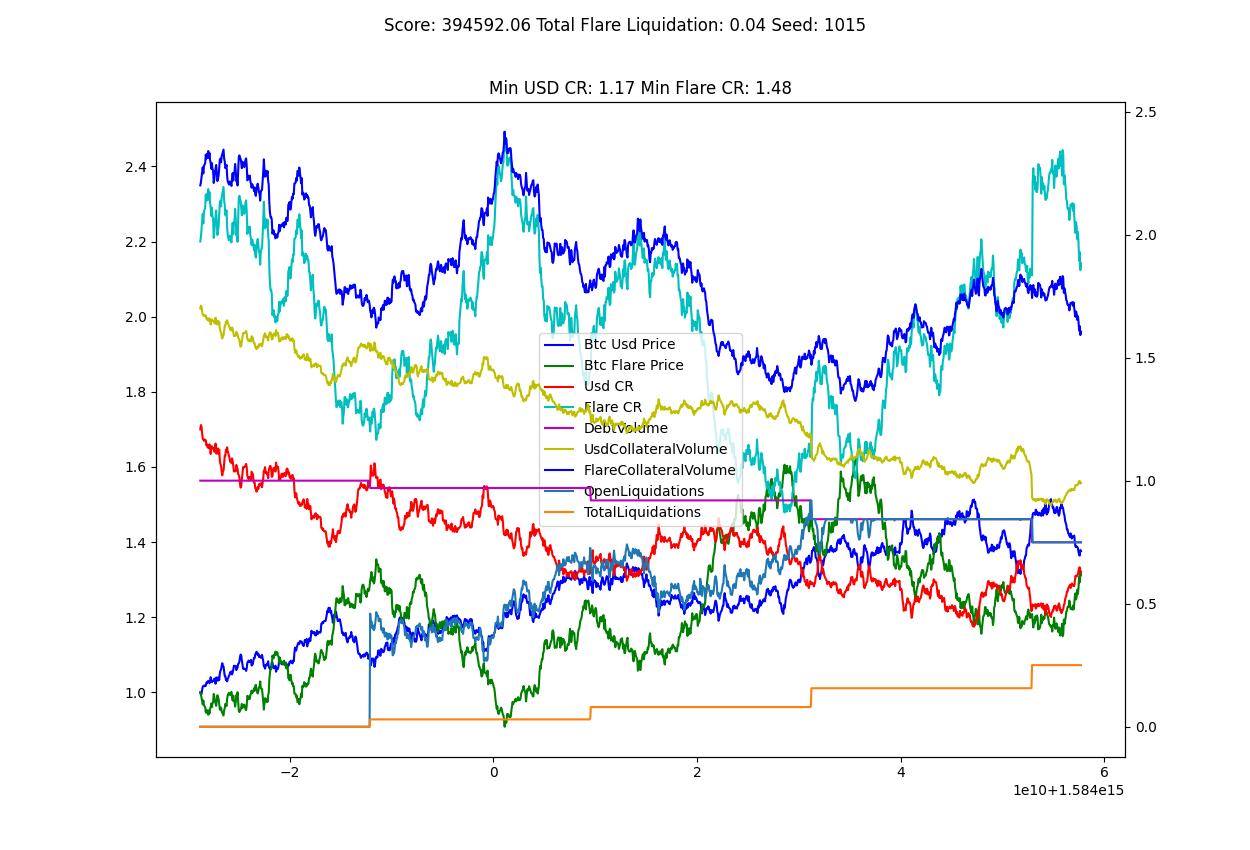 Score: 394592.06 Total Flare Liquidation: 0.04 Seed: 1015
Min USD CR: 1.17 Min Flare CR: 1.48
2.4
2.2
2.0
1.8
1.6
1.4
1.2
1.0
2.5
2.0
1.5
1.0
0.5
0.0
Btc Usd Price
Btc Flare Price
Usd CR
Flare CR
DebtVolume
UsdCollateralVolume
FlareCollateralVolume
OpenLiquidations
TotalLiquidations
−2 0 2 4 6
1e10+1.584e15